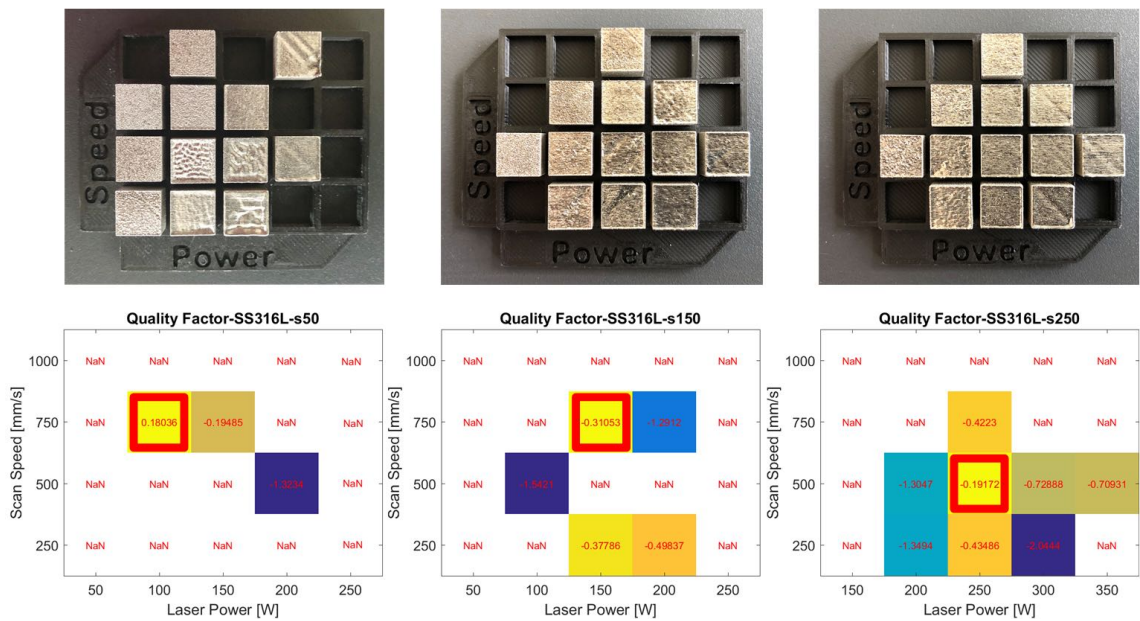 Speed
Power
Speed
Speed
Quality Factor-SS316L-s50
Scan Speed [mm/s]
1000 NaN NaN NaN NaN NaN
750 NaN 0.18036 -0.19485 NaN NaN
500 NaN NaN NaN -1.3234 NaN
250 NaN NaN NaN NaN NaN
50 100 150 200 250
Laser Power [W]
Quality Factor-SS316L-s150
Scan Speed [mm/s]
1000 NaN NaN NaN NaN NaN
750 NaN NaN -0.31053 -1.2912 NaN
500 NaN -1.5421 NaN NaN NaN
250 NaN NaN -0.37786 -0.49837 NaN
50 100 150 200 250
Laser Power [W]
Quality Factor-SS316L-s250
Scan Speed [mm/s]
1000 NaN NaN NaN NaN NaN
750 NaN NaN -0.4223 NaN NaN
500 NaN -1.3047 -0.19172 -0.72888 -0.70931
250 NaN -1.3494 -0.43486 -2.0444 NaN
150 200 250 300 350
Laser Power [W]
Power
Power